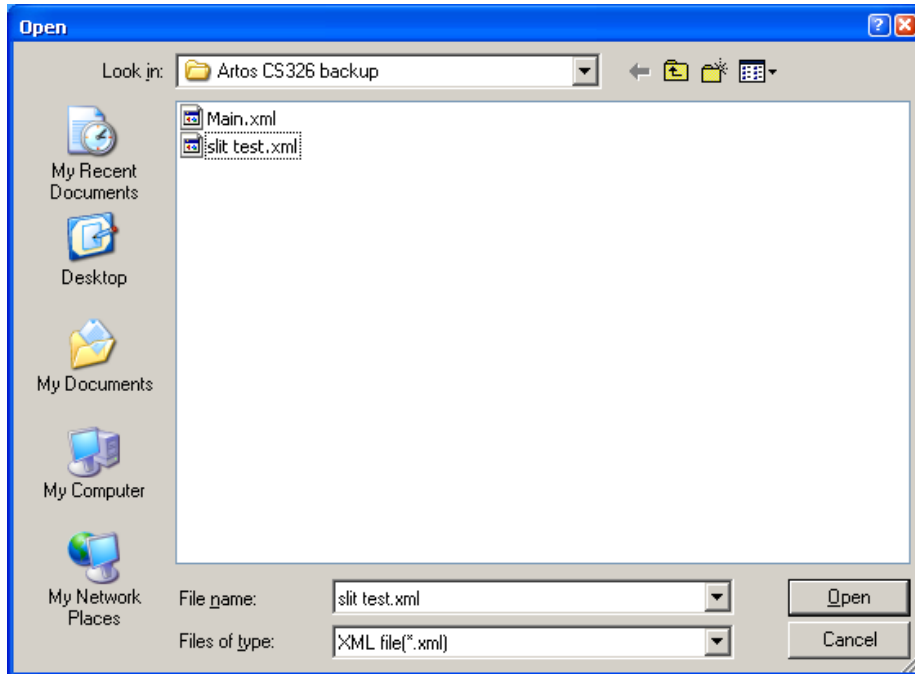 Open
Look in: Artos CS326 backup
Main.xml
slit test.xml
My Recent
Documents
Desktop
My Documents
My Computer
My Network
Places
File name: slit test.xml Open
Files of type: XML file(*.xml) Cancel